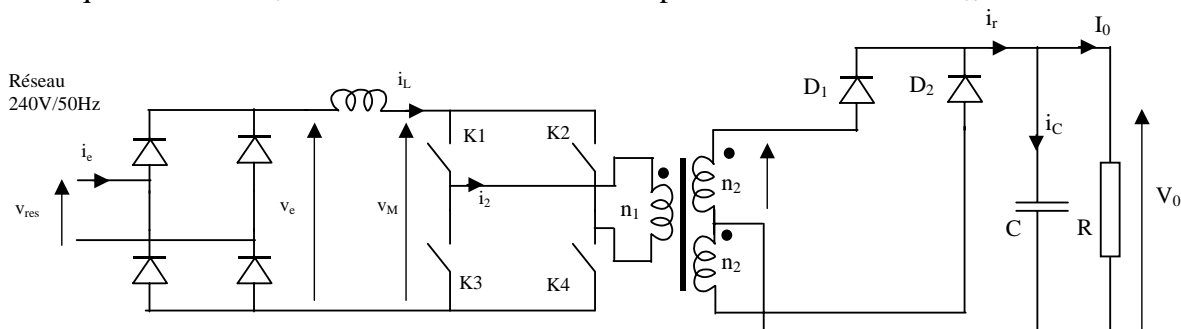 Réseau
240V/50Hz
i_e
v_res
v_e
i_L
v_M
K1
K2
i_2
K3
K4
n_1
n_2
n_2
D_1
D_2
i_r
I_0
i_C
C
R
V_0